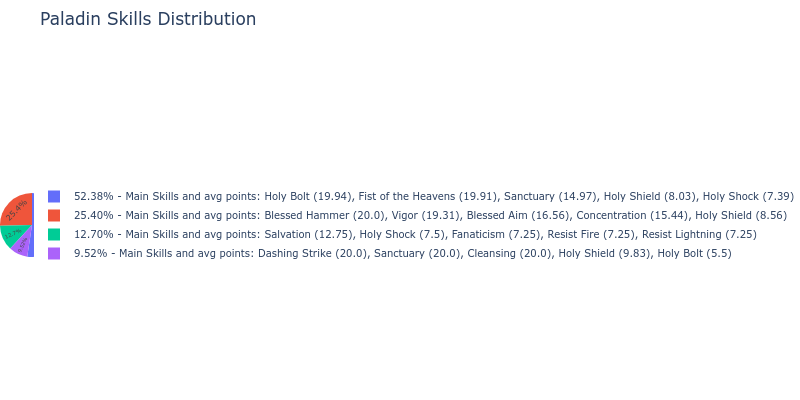 Paladin Skills Distribution
52.38% - Main Skills and avg points: Holy Bolt (19.94), Fist of the Heavens (19.91), Sanctuary (14.97), Holy Shield (8.03), Holy Shock (7.39)
25.40% - Main Skills and avg points: Blessed Hammer (20.0), Vigor (19.31), Blessed Aim (16.56), Concentration (15.44), Holy Shield (8.56)
12.70% - Main Skills and avg points: Salvation (12.75), Holy Shock (7.5), Fanaticism (7.25), Resist Fire (7.25), Resist Lightning (7.25)
9.52% - Main Skills and avg points: Dashing Strike (20.0), Sanctuary (20.0), Cleansing (20.0), Holy Shield (9.83), Holy Bolt (5.5)
25.4%
12.7%
9.52%